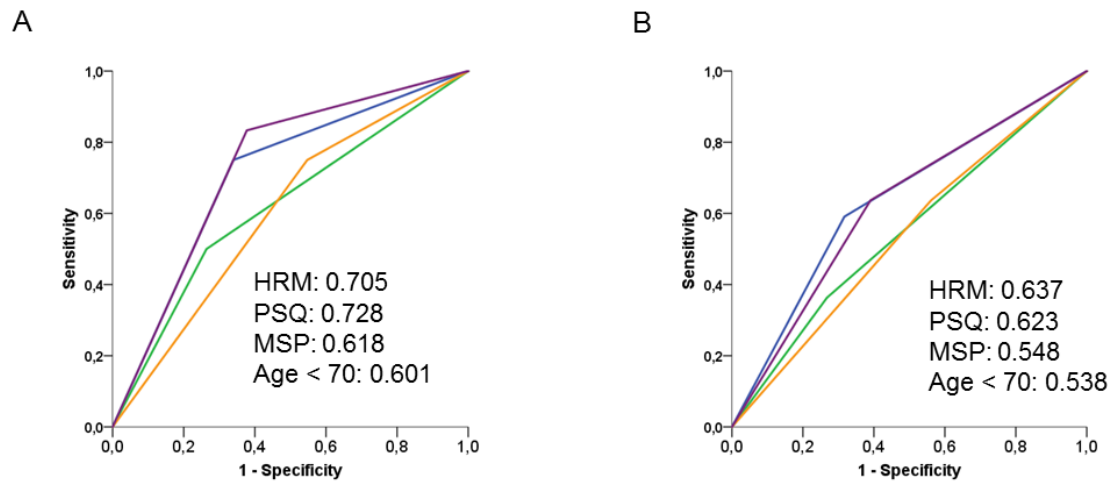 A
1,0
0,8
0,6
0,4
0,2
0,0
Sensitivity
HRM: 0.705
PSQ: 0.728
MSP: 0.618
Age < 70: 0.601
0,0 0,2 0,4 0,6 0,8 1,0
1 - Specificity
B
1,0
0,8
0,6
0,4
0,2
0,0
Sensitivity
HRM: 0.637
PSQ: 0.623
MSP: 0.548
Age < 70: 0.538
0,0 0,2 0,4 0,6 0,8 1,0
1 - Specificity